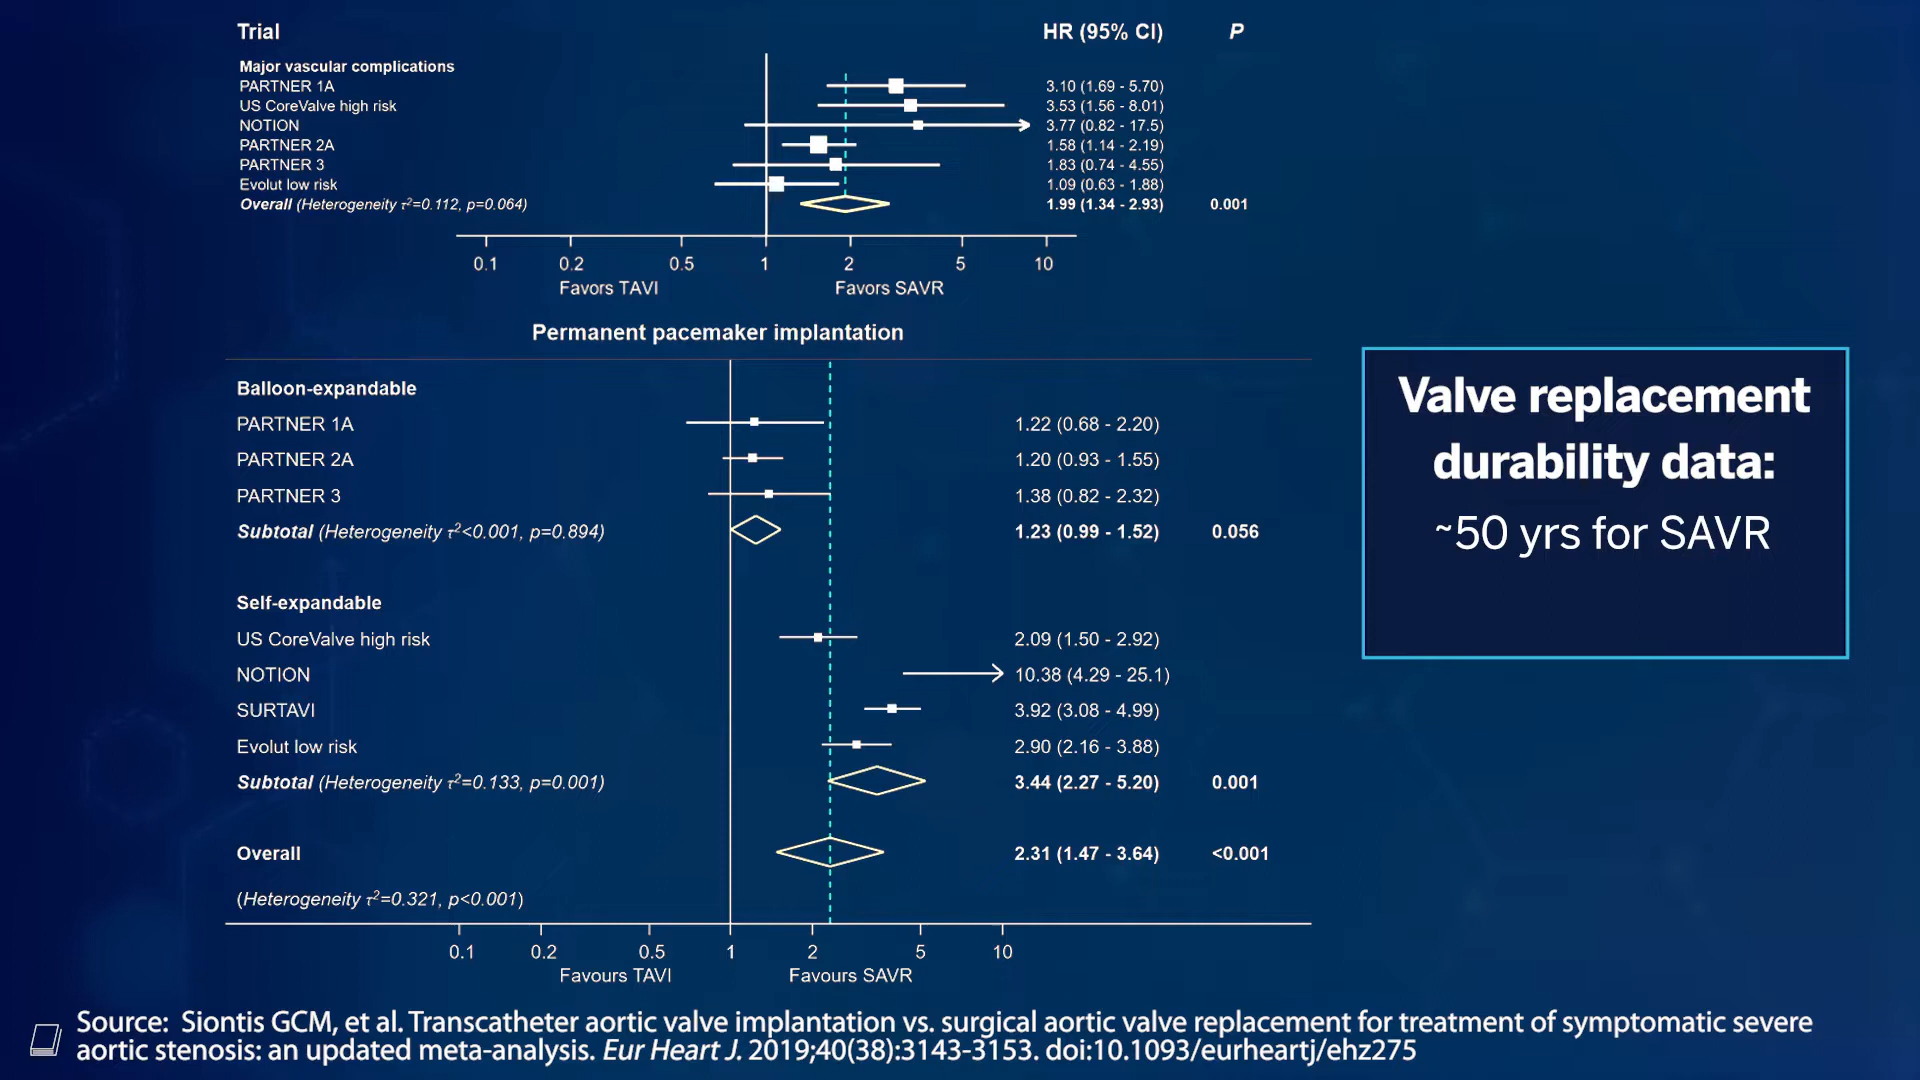 Trial HR (95% CI) P
Major vascular complications
PARTNER 1A 3.10 (1.69 - 5.70)
US CoreValve high risk 3.53 (1.56 - 8.01)
NOTION 3.77 (0.82 - 17.5)
PARTNER 2A 1.58 (1.14 - 2.19)
PARTNER 3 1.83 (0.74 - 4.55)
Evolut low risk 1.09 (0.63 - 1.88)
Overall (Heterogeneity τ²=0.112, p=0.064) 1.99 (1.34 - 2.93) 0.001
0.1 0.2 0.5 1 2 5 10
Favors TAVI Favors SAVR
Permanent pacemaker implantation
Balloon-expandable
PARTNER 1A 1.22 (0.68 - 2.20)
PARTNER 2A 1.20 (0.93 - 1.55)
PARTNER 3 1.38 (0.82 - 2.32)
Subtotal (Heterogeneity τ²<0.001, p=0.894) 1.23 (0.99 - 1.52) 0.056
Self-expandable
US CoreValve high risk 2.09 (1.50 - 2.92)
NOTION 10.38 (4.29 - 25.1)
SURTAVI 3.92 (3.08 - 4.99)
Evolut low risk 2.90 (2.16 - 3.88)
Subtotal (Heterogeneity τ²=0.133, p=0.001) 3.44 (2.27 - 5.20) 0.001
Overall 2.31 (1.47 - 3.64) <0.001
(Heterogeneity τ²=0.321, p<0.001)
0.1 0.2 0.5 1 2 5 10
Favours TAVI Favours SAVR
Valve replacement
durability data:
~50 yrs for SAVR
Source: Siontis GCM, et al. Transcatheter aortic valve implantation vs. surgical aortic valve replacement for treatment of symptomatic severe
aortic stenosis: an updated meta-analysis. Eur Heart J. 2019;40(38):3143-3153. doi:10.1093/eurheartj/ehz275